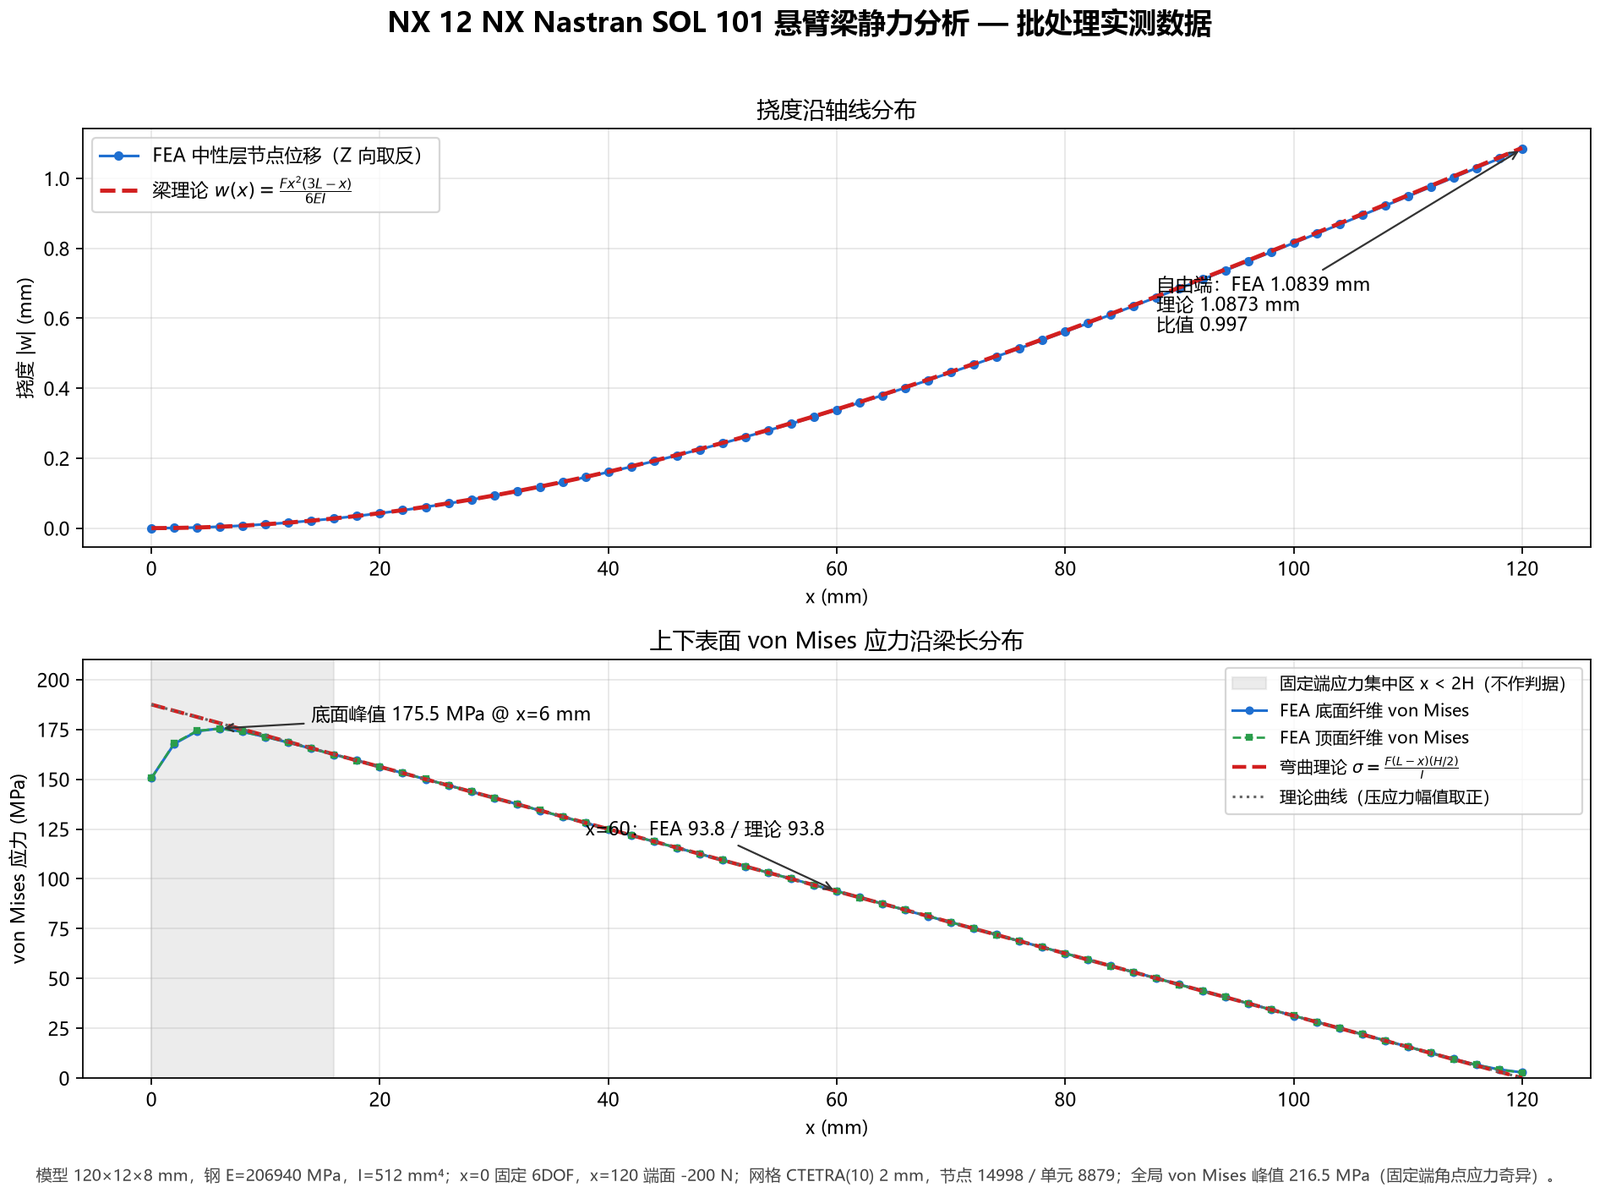 NX 12 NX Nastran SOL 101 悬臂梁静力分析 — 批处理实测数据
挠度沿轴线分布
FEA 中性层节点位移（Z 向取反）
梁理论 w(x) = Fx²(3L − x)/6EI
自由端：FEA 1.0839 mm
理论 1.0873 mm
比值 0.997
挠度 |w| (mm)
1.0
0.8
0.6
0.4
0.2
0.0
0 20 40 60 80 100 120
x (mm)
上下表面 von Mises 应力沿梁长分布
固定端应力集中区 x < 2H（不作判据）
FEA 底面纤维 von Mises
FEA 顶面纤维 von Mises
弯曲理论 σ = F(L − x)(H/2)/I
理论曲线（压应力幅值取正）
底面峰值 175.5 MPa @ x=6 mm
x=60：FEA 93.8 / 理论 93.8
von Mises 应力 (MPa)
200
175
150
125
100
75
50
25
0
0 20 40 60 80 100 120
x (mm)
模型 120×12×8 mm，钢 E=206940 MPa，I=512 mm⁴；x=0 固定 6DOF，x=120 端面 -200 N；网格 CTETRA(10) 2 mm，节点 14998 / 单元 8879；全局 von Mises 峰值 216.5 MPa（固定端角点应力奇异）。